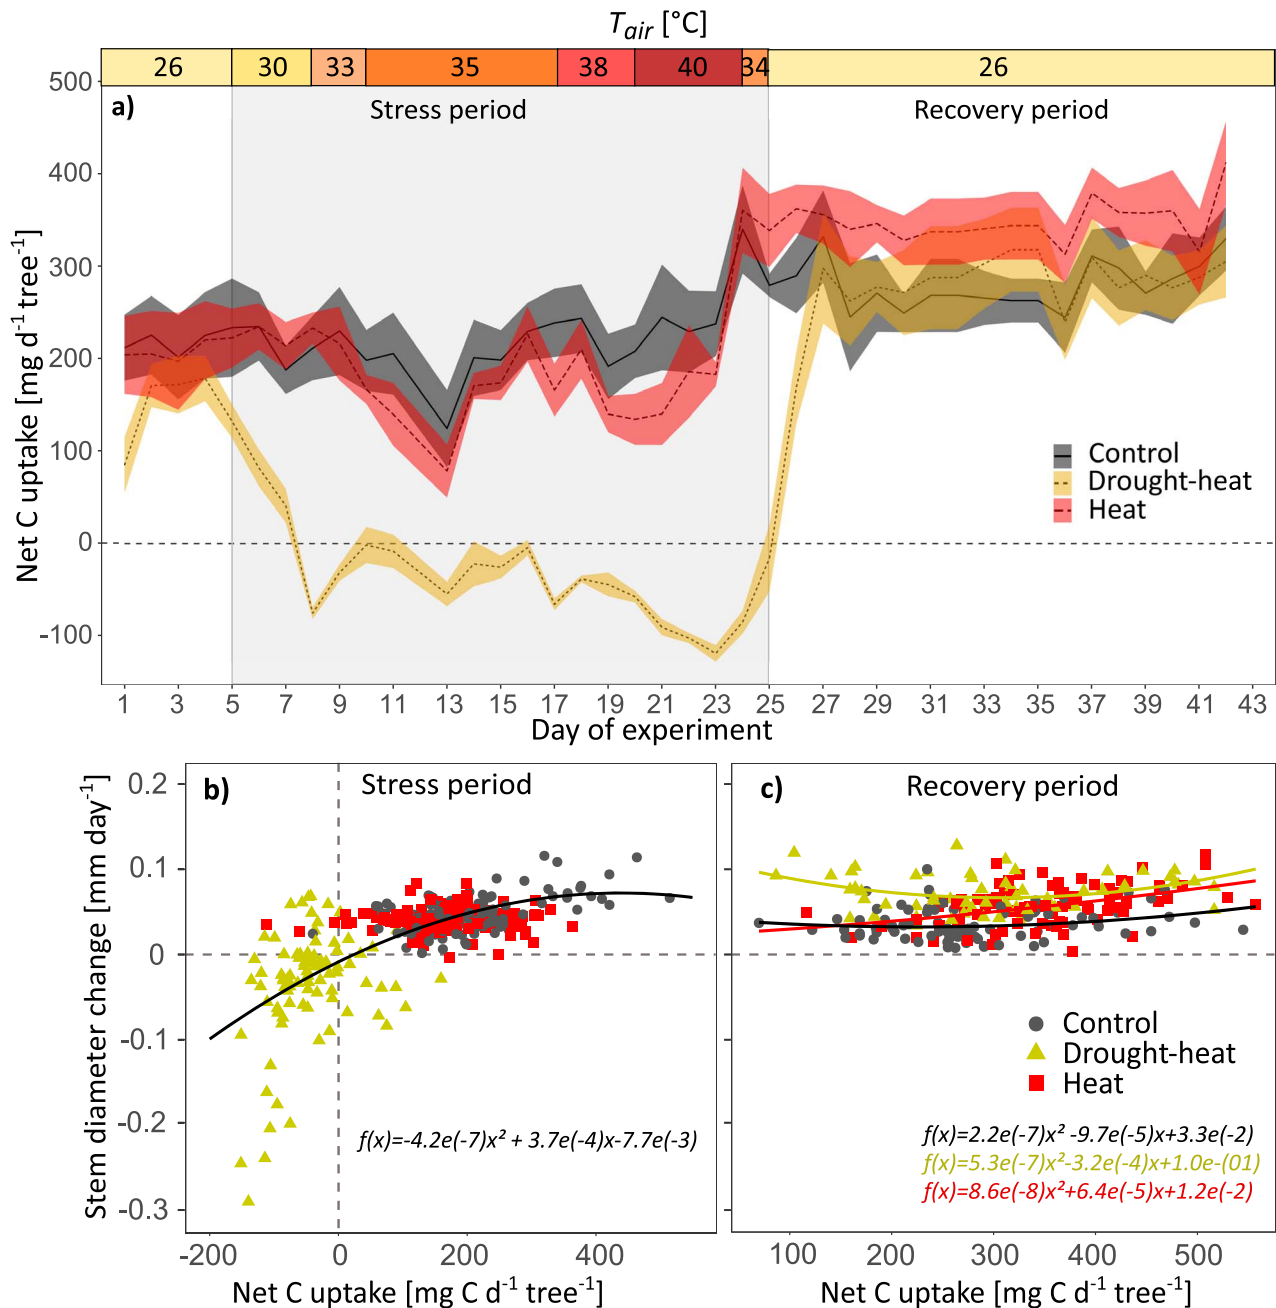 T_air [°C]
26 30 33 35 38 40 34 26
a) Stress period Recovery period
500
400
300
200
100
0
-100
Net C uptake [mg d⁻¹ tree⁻¹]
Control
Drought-heat
Heat
1 3 5 7 9 11 13 15 17 19 21 23 25 27 29 31 33 35 37 39 41 43
Day of experiment
b) Stress period
0.2
0.1
0
-0.1
-0.2
-0.3
Stem diameter change [mm day⁻¹]
f(x)=-4.2e(-7)x² + 3.7e(-4)x-7.7e(-3)
-200 0 200 400
Net C uptake [mg C d⁻¹ tree⁻¹]
c) Recovery period
Control
Drought-heat
Heat
f(x)=2.2e(-7)x² -9.7e(-5)x+3.3e(-2)
f(x)=5.3e(-7)x²-3.2e(-4)x+1.0e-(01)
f(x)=8.6e(-8)x²+6.4e(-5)x+1.2e(-2)
100 200 300 400 500
Net C uptake [mg C d⁻¹ tree⁻¹]